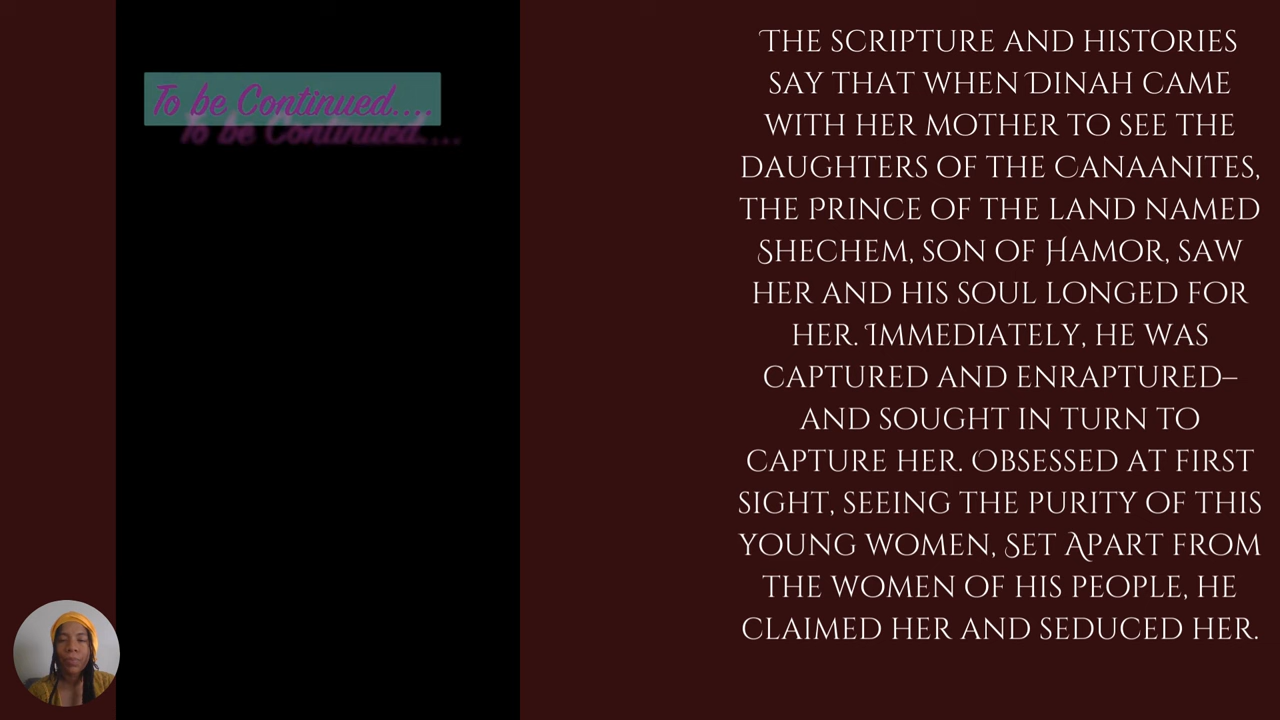 To be Continued....
To be Continued....
The scripture and histories
say that when Dinah came
with her mother to see the
daughters of the Canaanites,
the prince of the land named
Shechem, son of Hamor, saw
her and his soul longed for
her. Immediately, he was
captured and enraptured–
and sought in turn to
capture her. Obsessed at first
sight, seeing the purity of this
young women, Set Apart from
the women of his people, he
claimed her and seduced her.